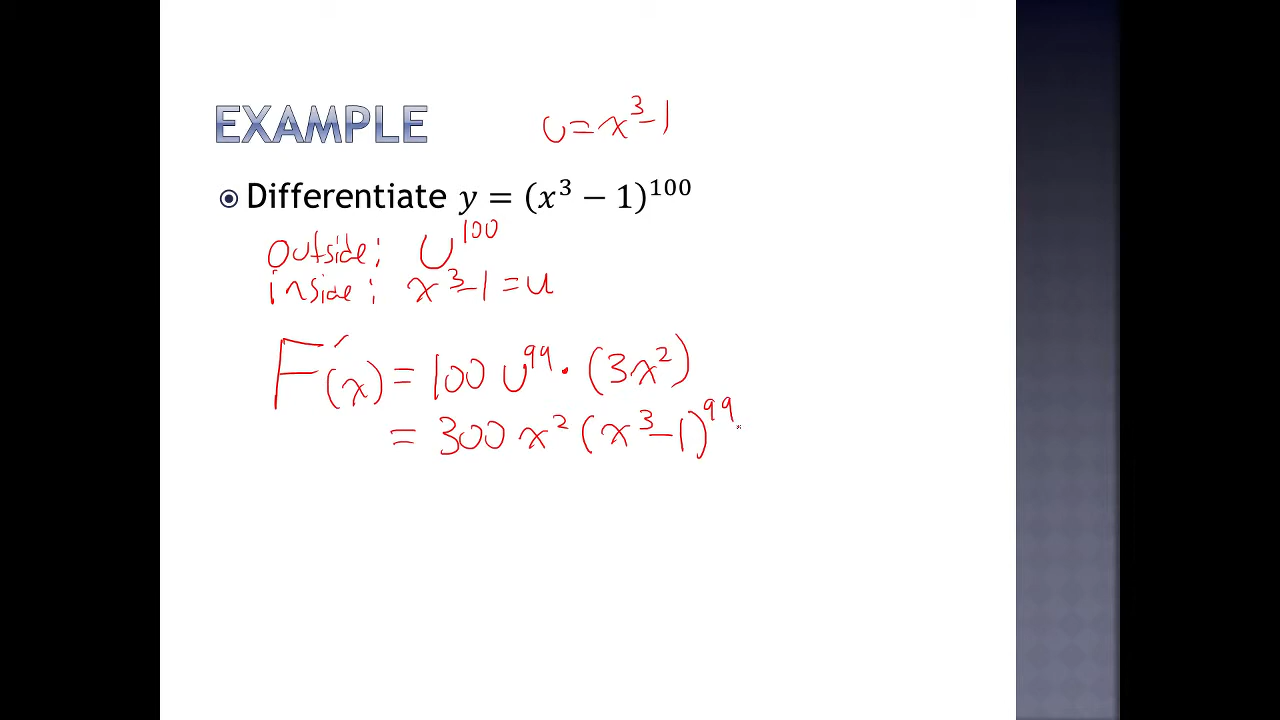 EXAMPLE
u=x³-1
Differentiate y = (x³ − 1)¹⁰⁰
outside: u¹⁰⁰
inside: x³-1=u
F′(x) = 100 u⁹⁹ · (3x²)
= 300 x² (x³-1)⁹⁹